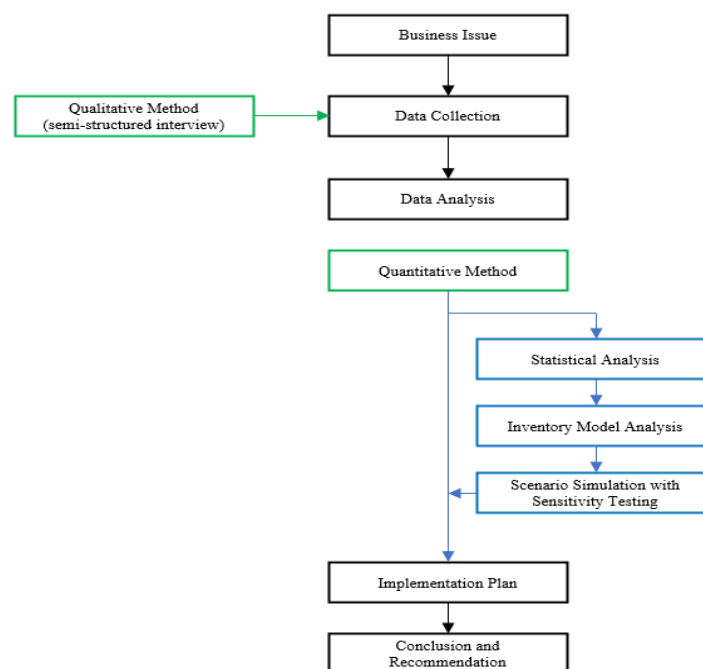 Business Issue
Qualitative Method
(semi-structured interview)
Data Collection
Data Analysis
Quantitative Method
Statistical Analysis
Inventory Model Analysis
Scenario Simulation with
Sensitivity Testing
Implementation Plan
Conclusion and
Recommendation